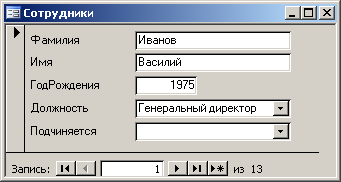 Сотрудники
Фамилия Иванов
Имя Василий
ГодРождения 1975
Должность Генеральный директор
Подчиняется
Запись: 1 из 13